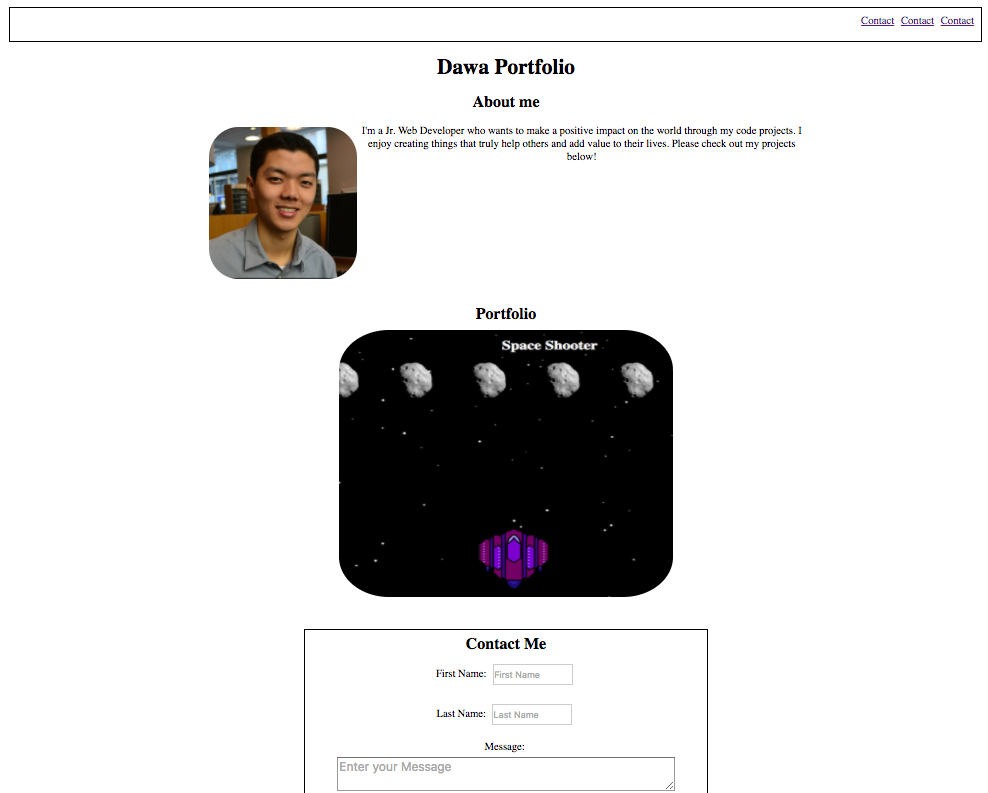 Contact Contact Contact
Dawa Portfolio
About me
I'm a Jr. Web Developer who wants to make a positive impact on the world through my code projects. I
enjoy creating things that truly help others and add value to their lives. Please check out my projects
below!
Portfolio
Space Shooter
Contact Me
First Name: First Name
Last Name: Last Name
Message:
Enter your Message